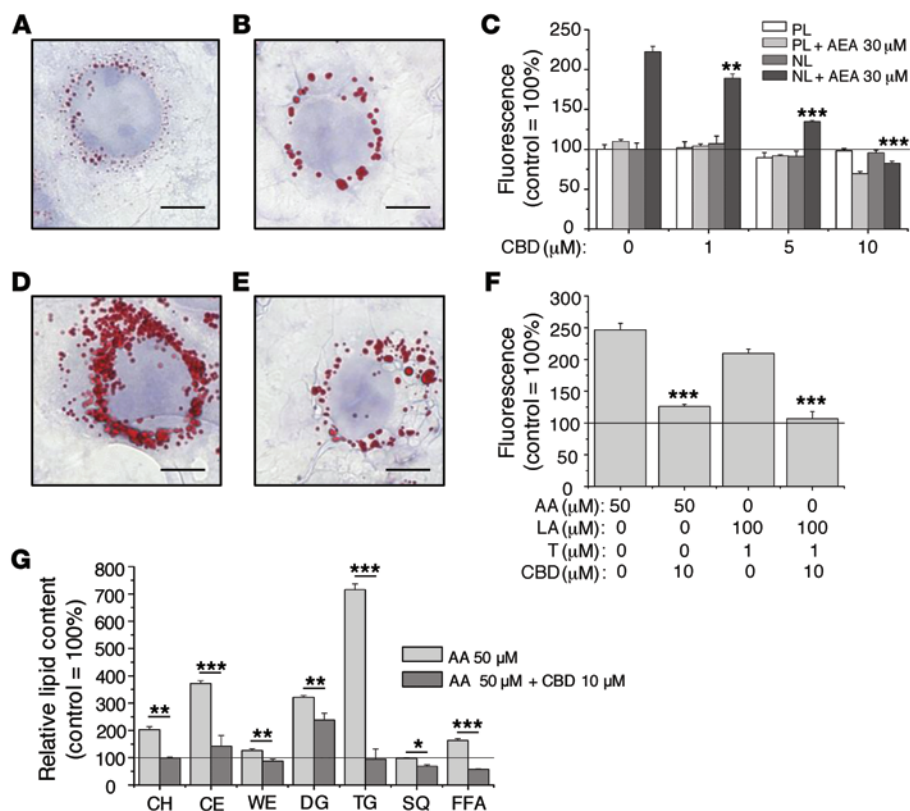 A
B
C
PL
PL + AEA 30 μM
NL
NL + AEA 30 μM
Fluorescence
(control = 100%)
250
200
150
100
50
0
**
***
***
CBD (μM): 0 1 5 10
D
E
F
Fluorescence
(control = 100%)
300
250
200
150
100
25
0
***
***
AA (μM): 50 50 0 0
LA (μM): 0 0 100 100
T (μM): 0 0 1 1
CBD (μM): 0 10 0 10
G
Relative lipid content
(control = 100%)
800
700
600
500
400
300
200
100
0
**
***
**
**
***
*
***
AA 50 μM
AA 50 μM + CBD 10 μM
CH CE WE DG TG SQ FFA